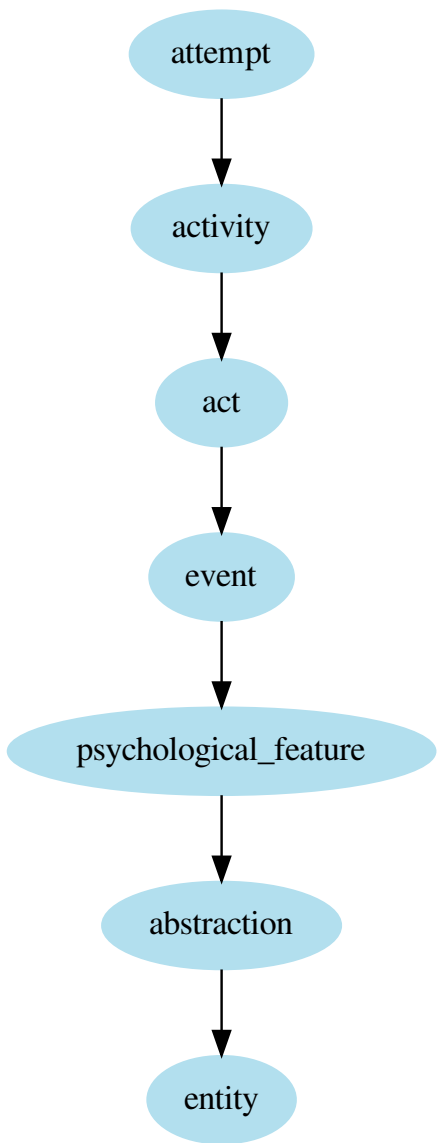 attempt
activity
act
event
psychological_feature
abstraction
entity